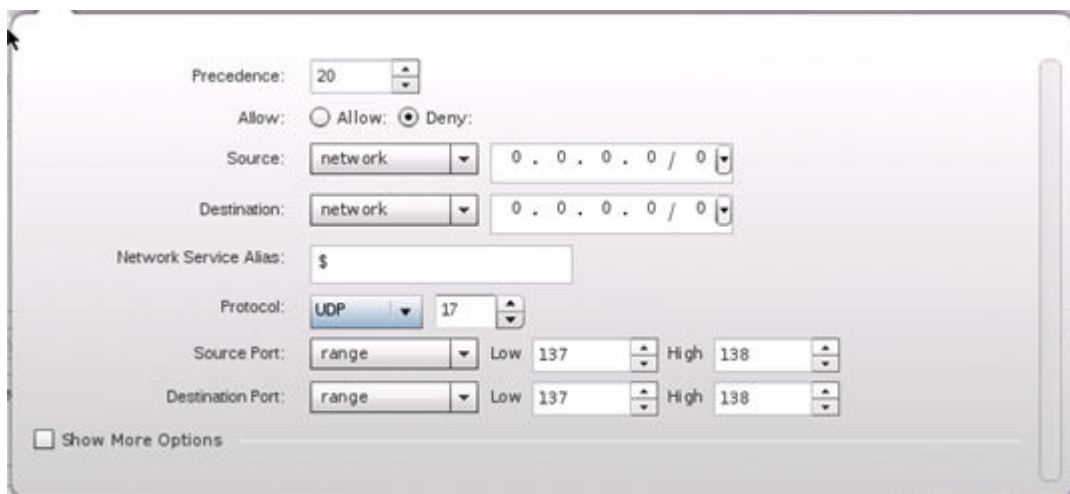 Precedence: 20
Allow: Allow: Deny:
Source: network 0 . 0 . 0 . 0 / 0
Destination: network 0 . 0 . 0 . 0 / 0
Network Service Alias: $
Protocol: UDP 17
Source Port: range Low 137 High 138
Destination Port: range Low 137 High 138
Show More Options